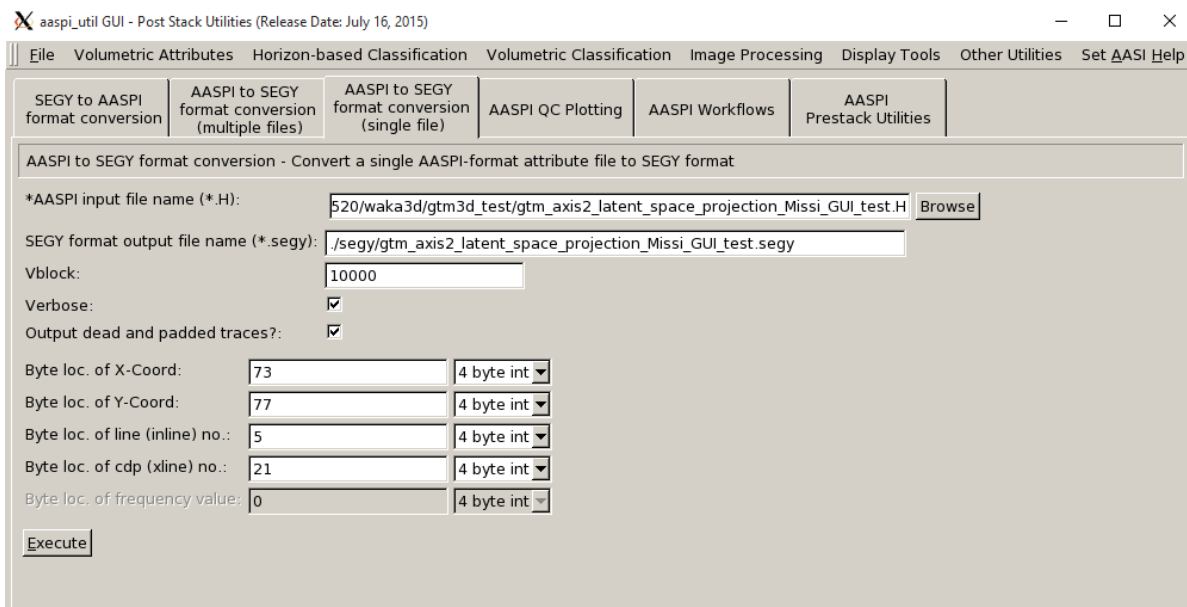 aaspi_util GUI - Post Stack Utilities (Release Date: July 16, 2015)
File Volumetric Attributes Horizon-based Classification Volumetric Classification Image Processing Display Tools Other Utilities Set AASI Help
SEGY to AASPI
format conversion
AASPI to SEGY
format conversion
(multiple files)
AASPI to SEGY
format conversion
(single file)
AASPI QC Plotting
AASPI Workflows
AASPI
Prestack Utilities
AASPI to SEGY format conversion - Convert a single AASPI-format attribute file to SEGY format
*AASPI input file name (*.H): 520/waka3d/gtm3d_test/gtm_axis2_latent_space_projection_Missi_GUI_test.H Browse
SEGY format output file name (*.segy): ./segy/gtm_axis2_latent_space_projection_Missi_GUI_test.segy
Vblock: 10000
Verbose:
Output dead and padded traces?:
Byte loc. of X-Coord: 73 4 byte int
Byte loc. of Y-Coord: 77 4 byte int
Byte loc. of line (inline) no.: 5 4 byte int
Byte loc. of cdp (xline) no.: 21 4 byte int
Byte loc. of frequency value: 0 4 byte int
Execute